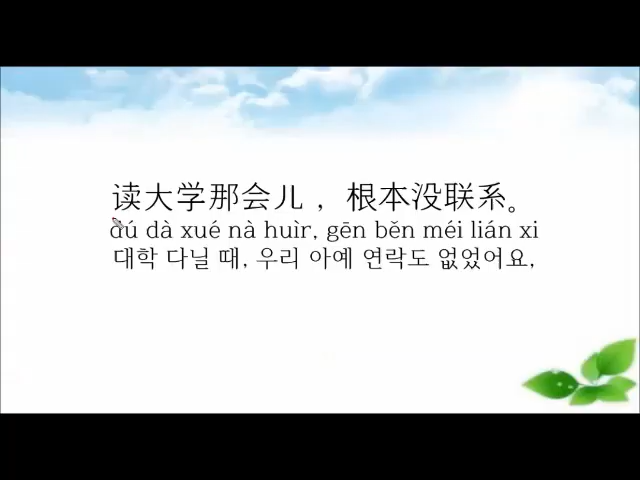 读大学那会儿，根本没联系。
dú dà xué nà huìr, gēn běn méi lián xi
대학 다닐 때, 우리 아예 연락도 없었어요,